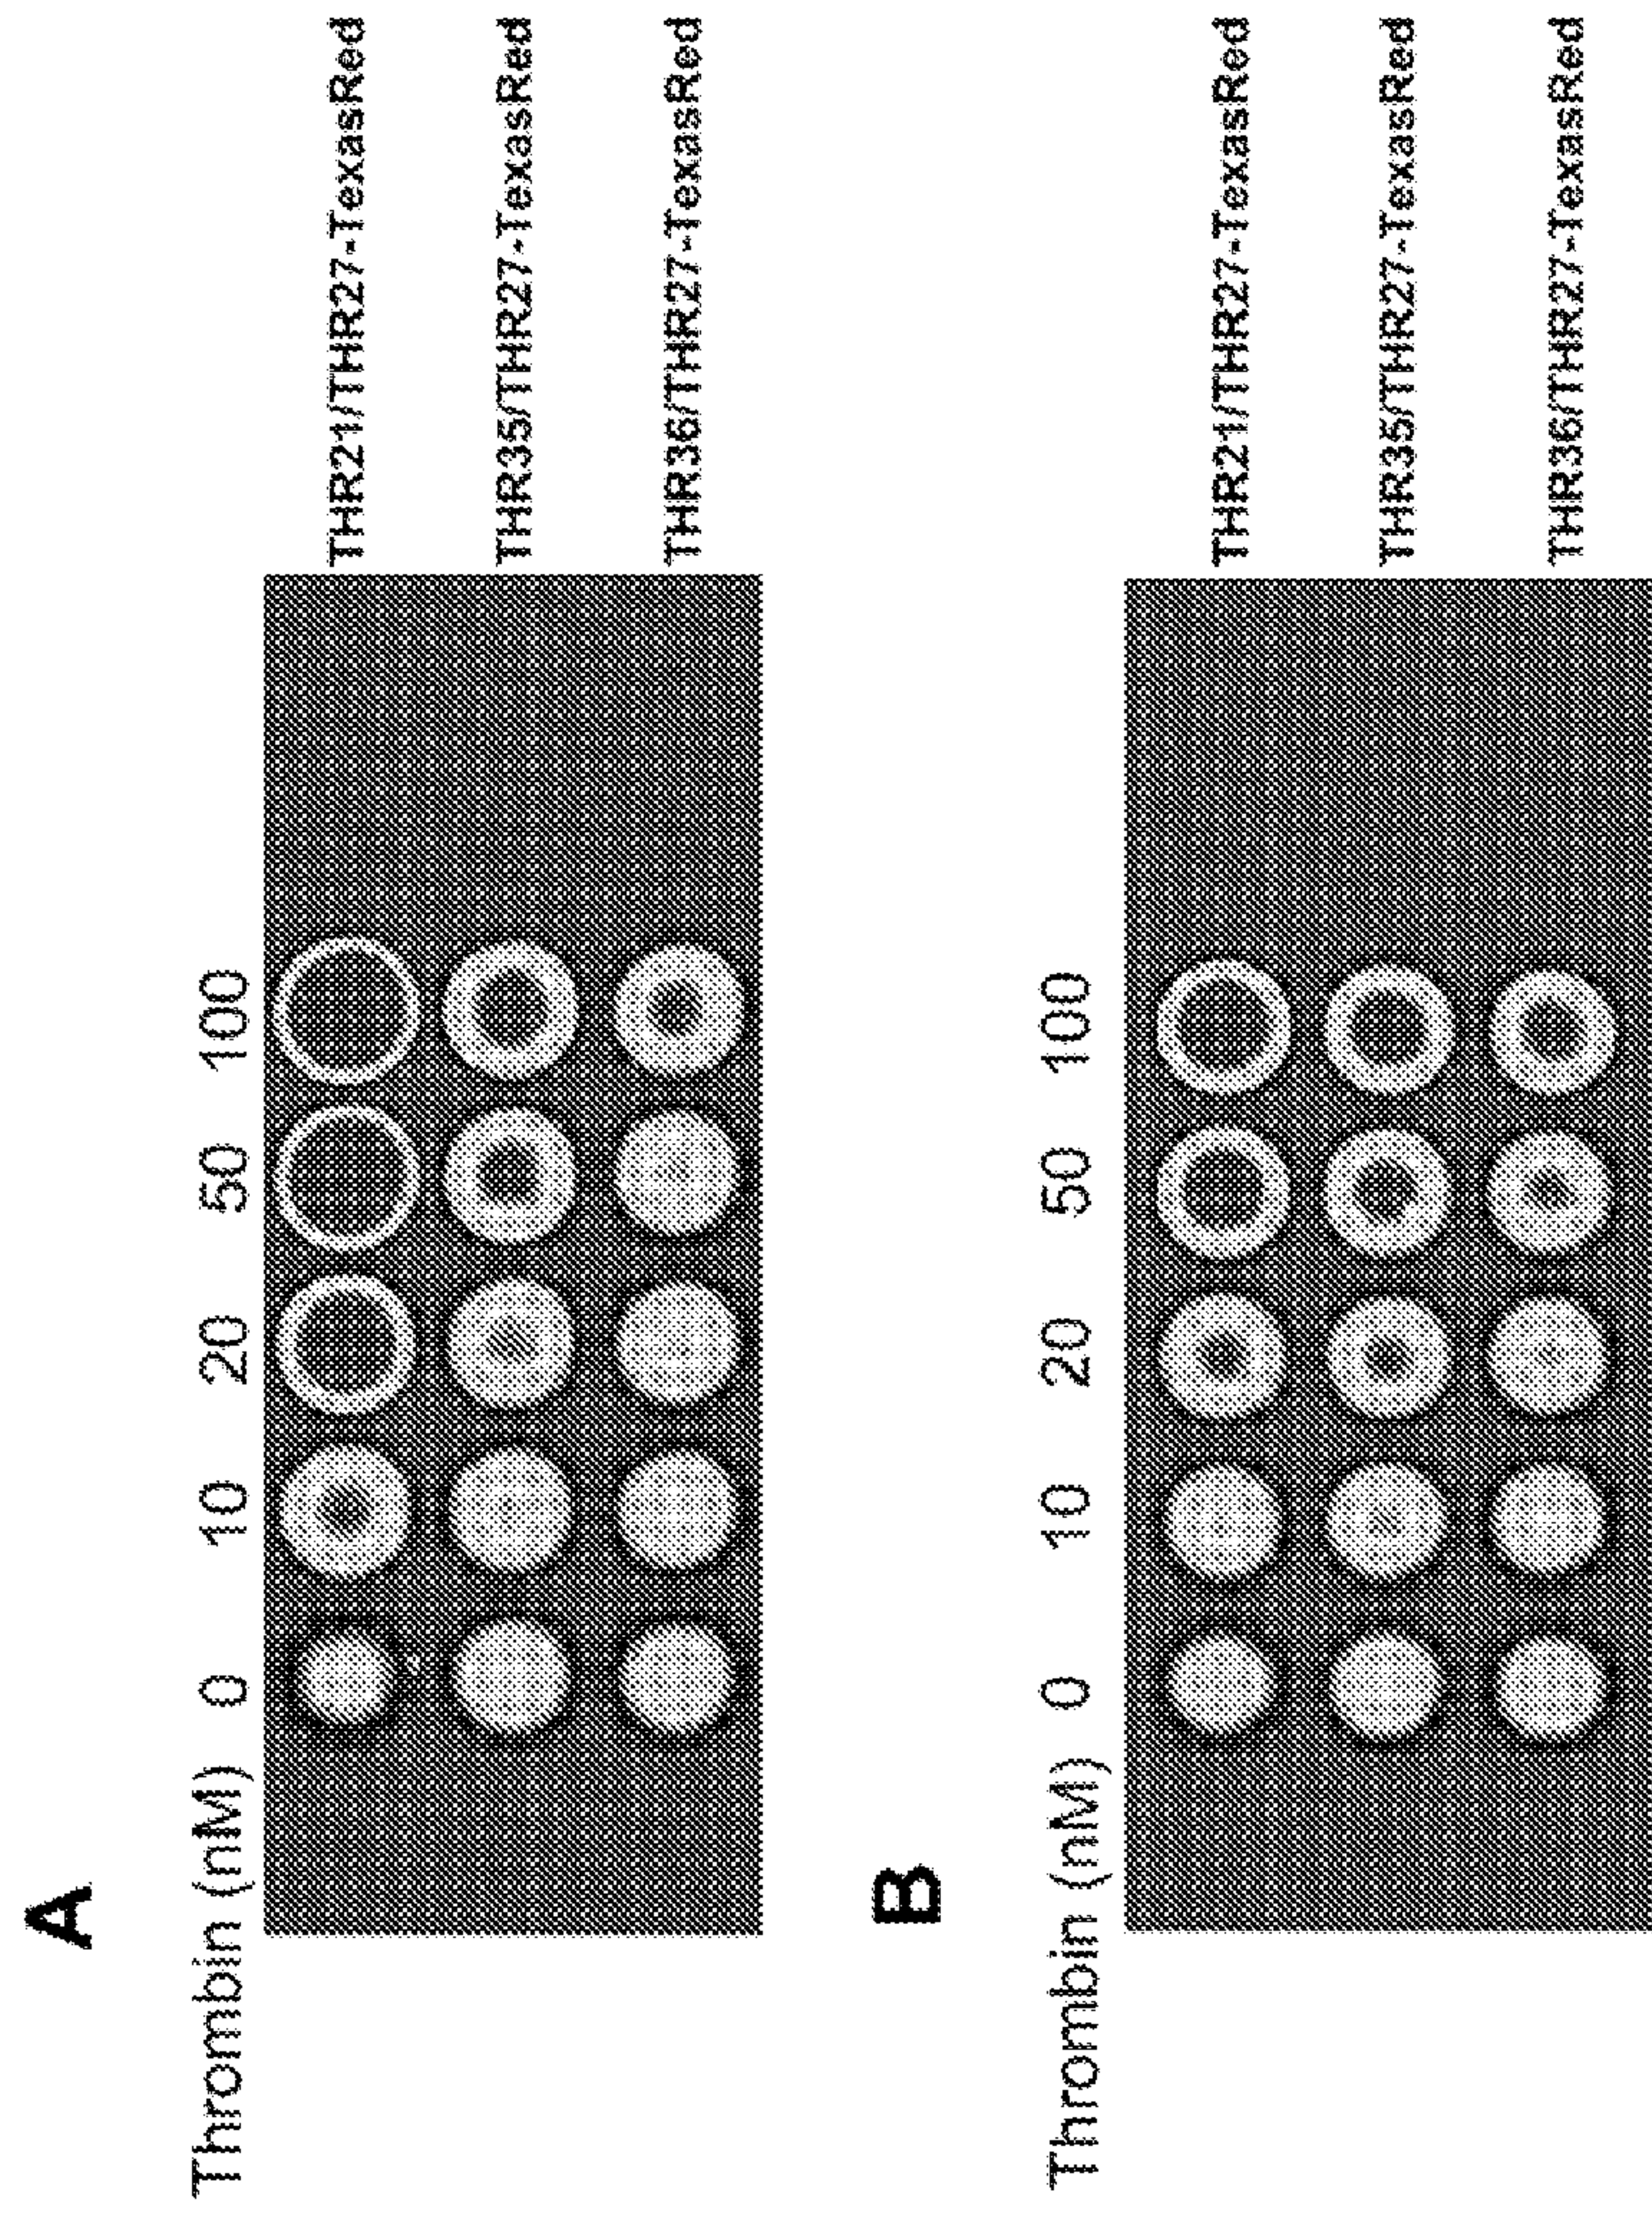 A
Thrombin (nM) 0 10 20 50 100
THR21/THR27-TexasRed
THR35/THR27-TexasRed
THR36/THR27-TexasRed
B
Thrombin (nM) 0 10 20 50 100
THR21/THR27-TexasRed
THR35/THR27-TexasRed
THR36/THR27-TexasRed